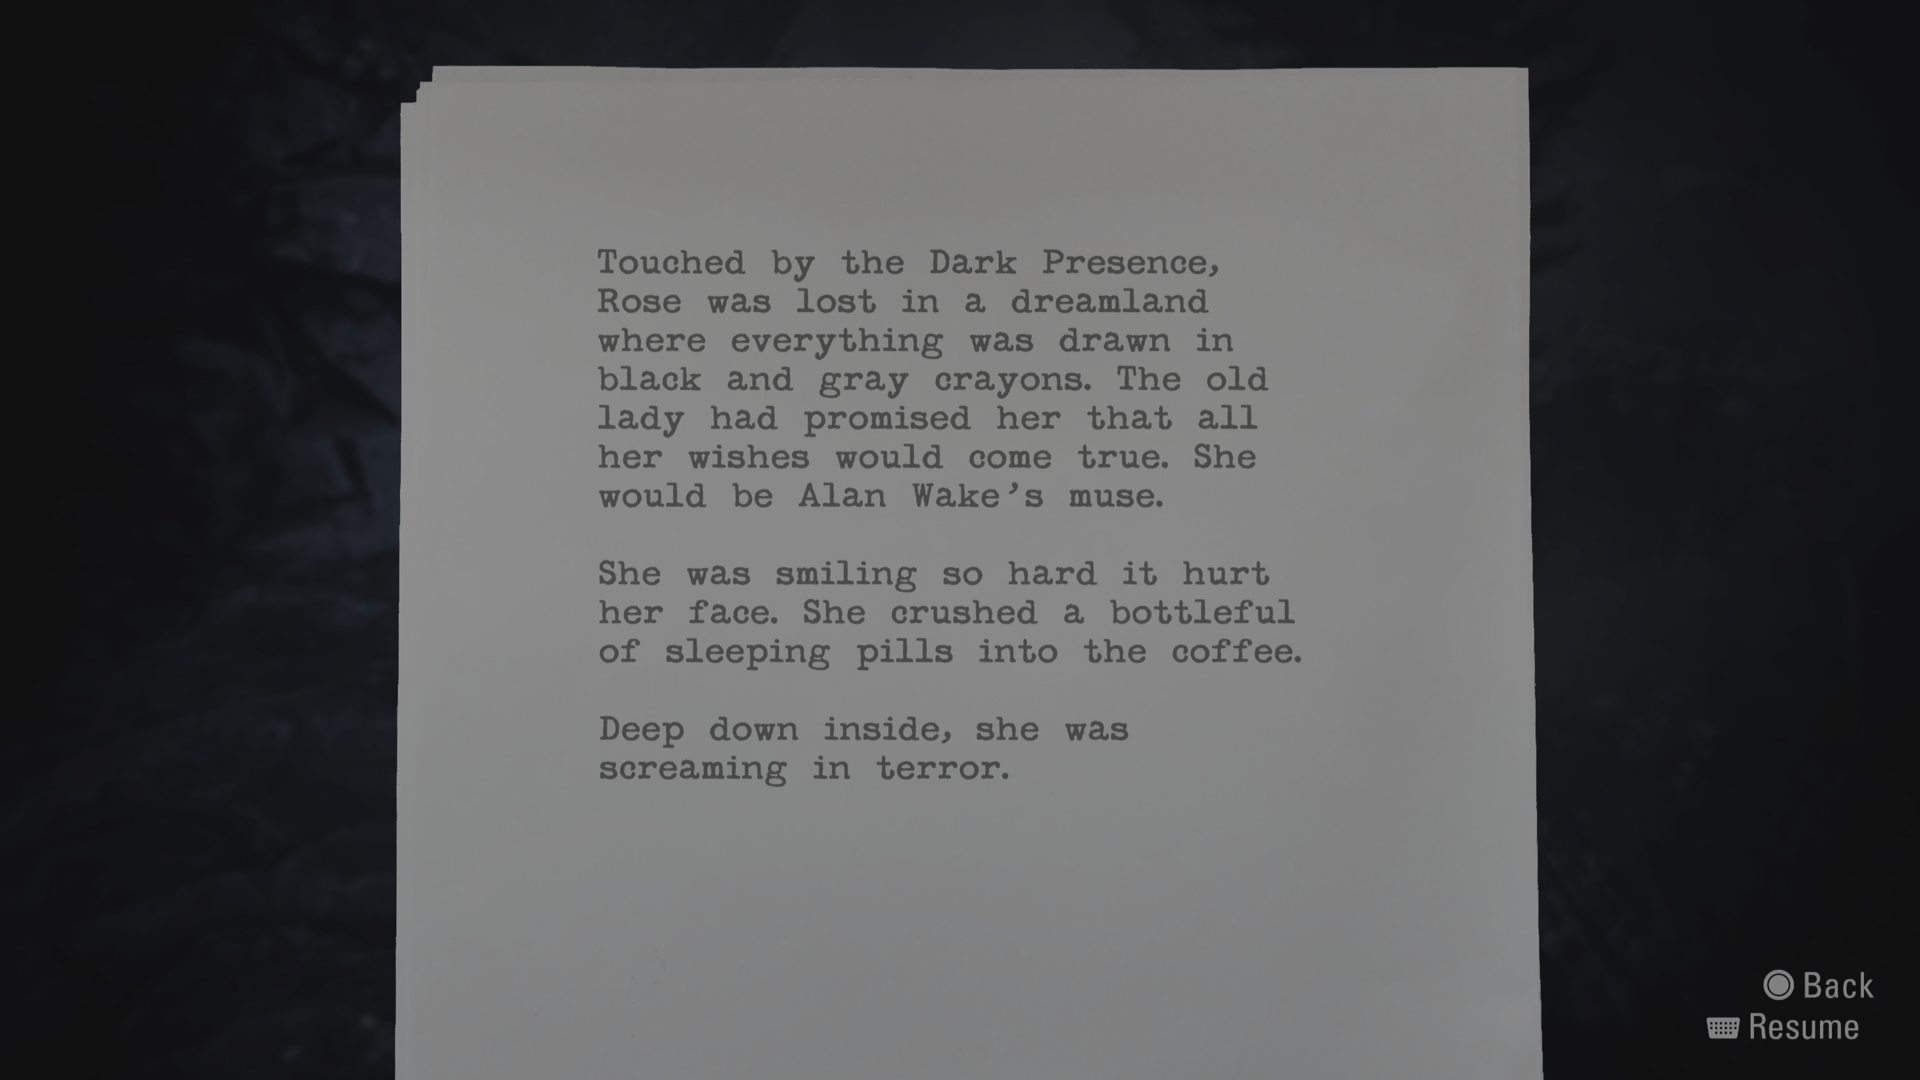 Touched by the Dark Presence,
Rose was lost in a dreamland
where everything was drawn in
black and gray crayons. The old
lady had promised her that all
her wishes would come true. She
would be Alan Wake’s muse.
She was smiling so hard it hurt
her face. She crushed a bottleful
of sleeping pills into the coffee.
Deep down inside, she was
screaming in terror.
Back
Resume